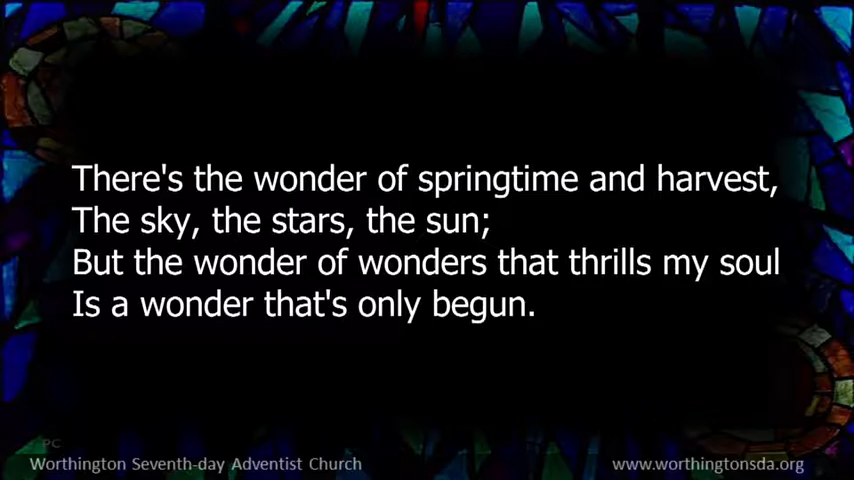 There's the wonder of springtime and harvest,
The sky, the stars, the sun;
But the wonder of wonders that thrills my soul
Is a wonder that's only begun.
PC
Worthington Seventh-day Adventist Church
www.worthingtonsda.org